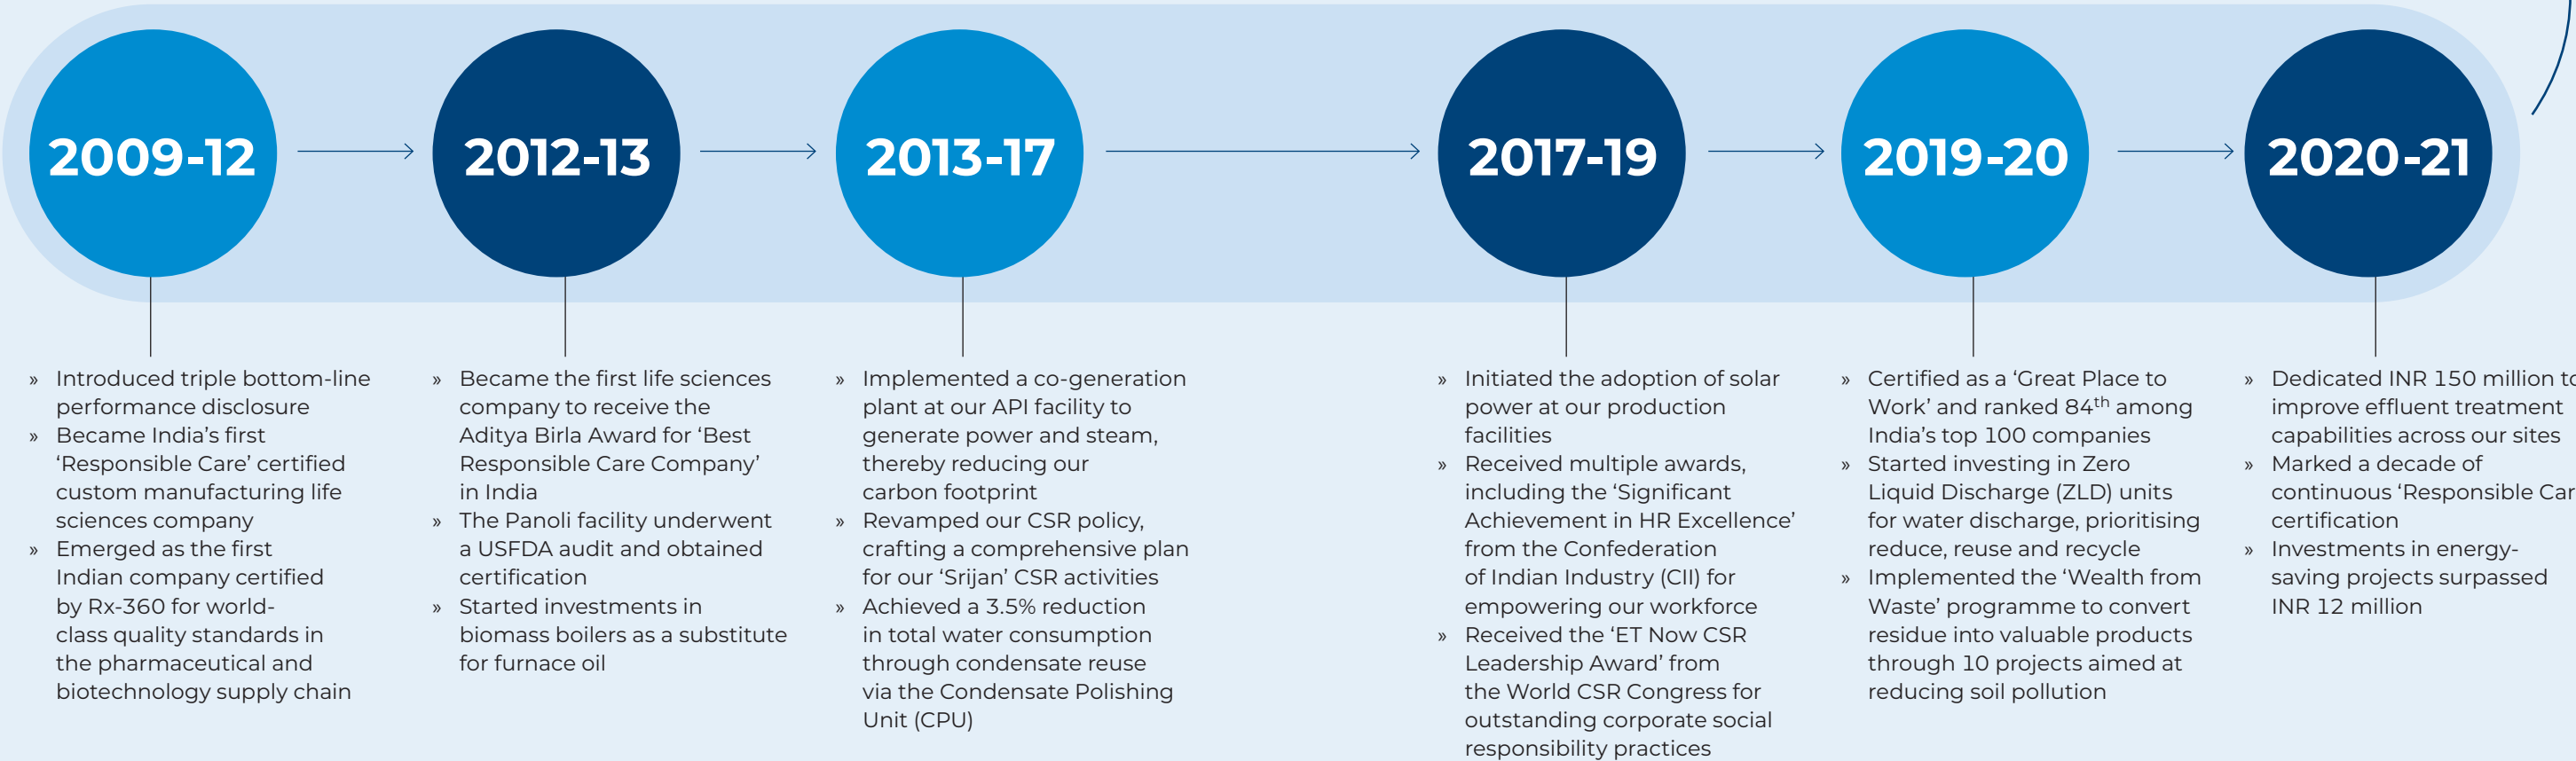 2009-12
2012-13
2013-17
2017-19
2019-20
2020-21
» Introduced triple bottom-line
performance disclosure
» Became India’s first
‘Responsible Care’ certified
custom manufacturing life
sciences company
» Emerged as the first
Indian company certified
by Rx-360 for world-
class quality standards in
the pharmaceutical and
biotechnology supply chain
» Became the first life sciences
company to receive the
Aditya Birla Award for ‘Best
Responsible Care Company’
in India
» The Panoli facility underwent
a USFDA audit and obtained
certification
» Started investments in
biomass boilers as a substitute
for furnace oil
» Implemented a co-generation
plant at our API facility to
generate power and steam,
thereby reducing our
carbon footprint
» Revamped our CSR policy,
crafting a comprehensive plan
for our ‘Srijan’ CSR activities
» Achieved a 3.5% reduction
in total water consumption
through condensate reuse
via the Condensate Polishing
Unit (CPU)
» Initiated the adoption of solar
power at our production
facilities
» Received multiple awards,
including the ‘Significant
Achievement in HR Excellence’
from the Confederation
of Indian Industry (CII) for
empowering our workforce
» Received the ‘ET Now CSR
Leadership Award’ from
the World CSR Congress for
outstanding corporate social
responsibility practices
» Certified as a ‘Great Place to
Work’ and ranked 84th among
India’s top 100 companies
» Started investing in Zero
Liquid Discharge (ZLD) units
for water discharge, prioritising
reduce, reuse and recycle
» Implemented the ‘Wealth from
Waste’ programme to convert
residue into valuable products
through 10 projects aimed at
reducing soil pollution
» Dedicated INR 150 million to
improve effluent treatment
capabilities across our sites
» Marked a decade of
continuous ‘Responsible Car
certification
» Investments in energy-
saving projects surpassed
INR 12 million